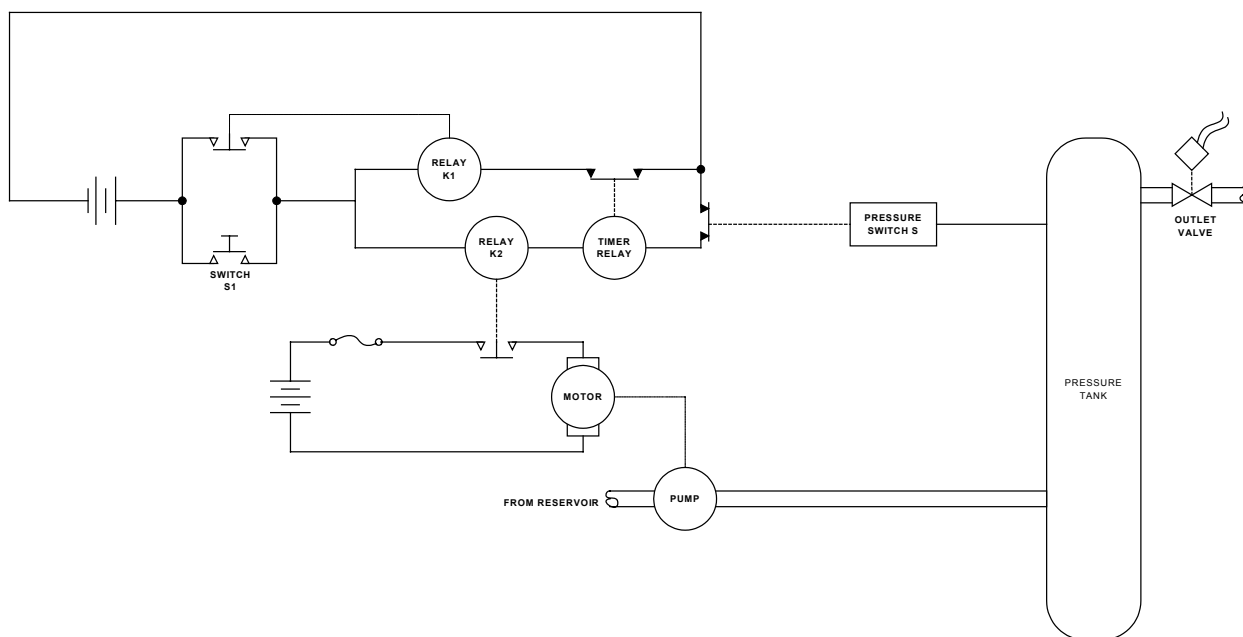 RELAY
K1
PRESSURE
SWITCH S
OUTLET
VALVE
RELAY
K2
TIMER
RELAY
SWITCH
S1
PRESSURE
TANK
MOTOR
FROM RESERVOIR
PUMP